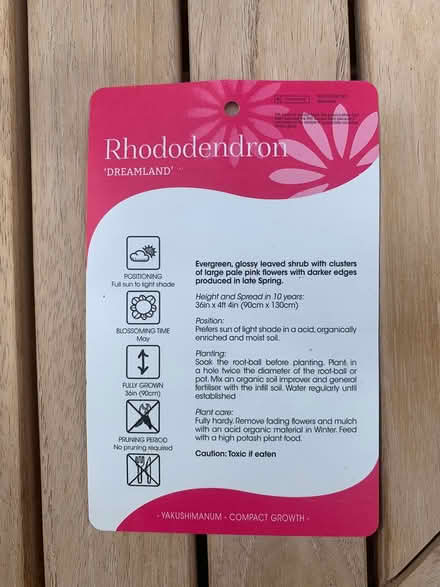 Rhododendron
'DREAMLAND'
POSITIONING
Full sun to light shade
BLOSSOMING TIME
May
FULLY GROWN
36in (90cm)
PRUNING PERIOD
No pruning required
Evergreen, glossy leaved shrub with clusters
of large pale pink flowers with darker edges
produced in late Spring.
Height and Spread in 10 years:
36in x 4ft 4in (90cm x 130cm)
Position:
Prefers sun of light shade in a acid, organically
enriched and moist soil.
Planting:
Soak the root-ball before planting. Plant in
a hole twice the diameter of the root-ball or
pot. Mix an organic soil improver and general
fertiliser with the infill soil. Water regularly until
established
Plant care:
Fully hardy. Remove fading flowers and mulch
with an acid organic material in Winter. Feed
with a high potash plant food.
Caution: Toxic if eaten
- YAKUSHIMANUM - COMPACT GROWTH -